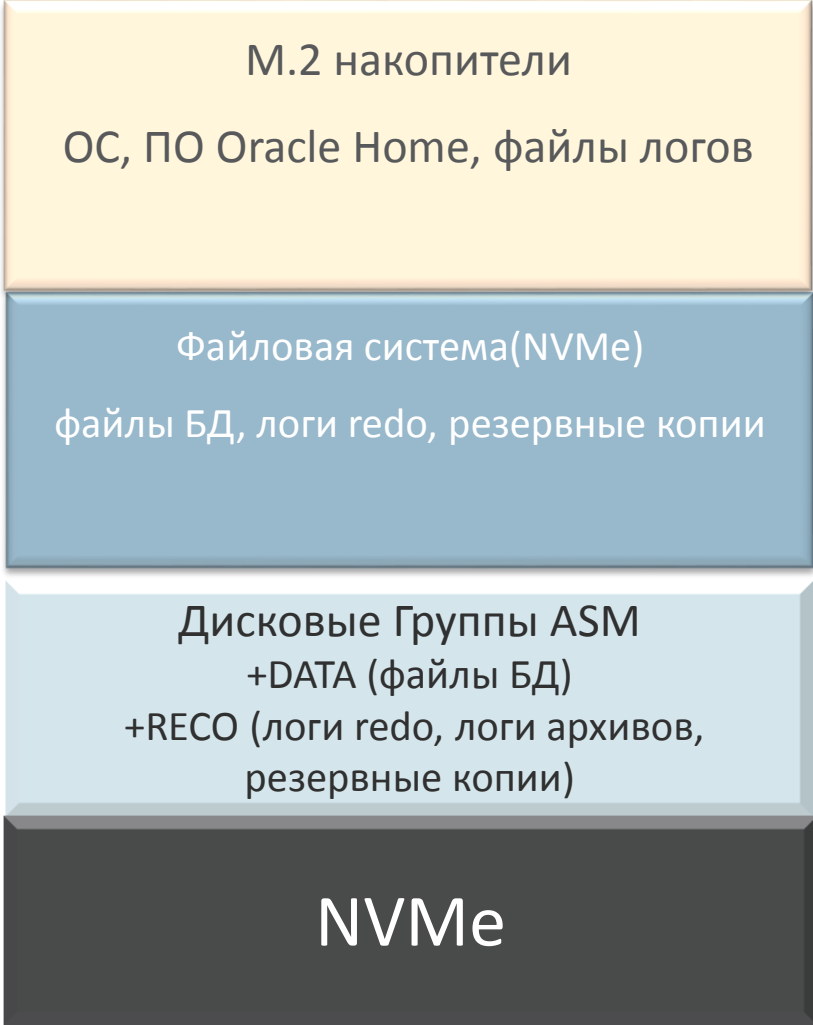 М.2 накопители
ОС, ПО Oracle Home, файлы логов
Файловая система(NVMe)
файлы БД, логи redo, резервные копии
Дисковые Группы ASM
+DATA (файлы БД)
+RECO (логи redo, логи архивов,
резервные копии)
NVMe